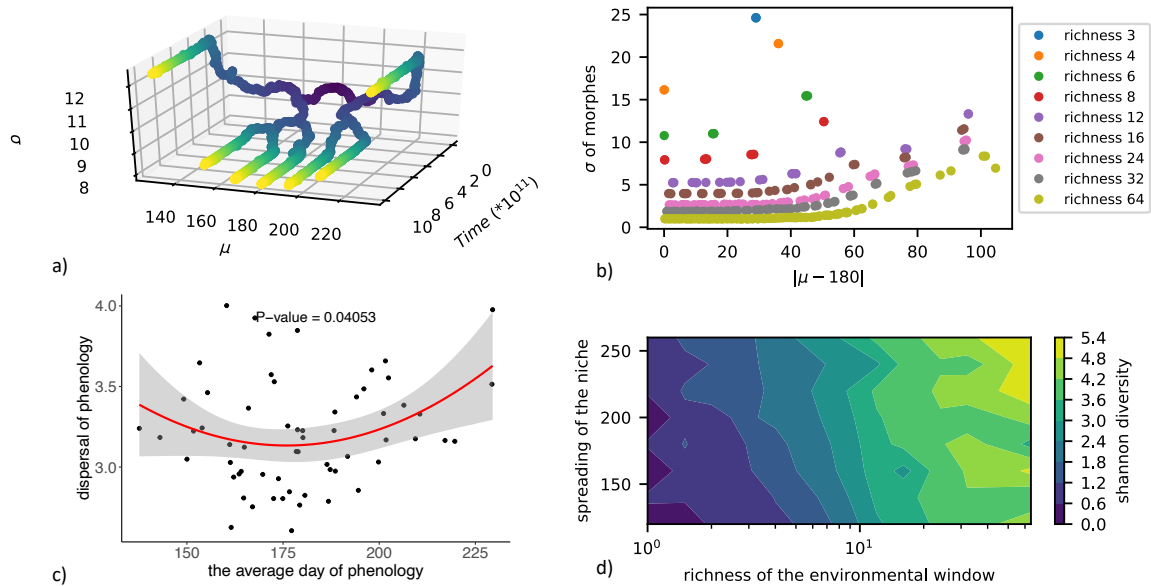 σ
12
11
10
9
8
140
160
180
200
220
μ
10 8 6 4 2 0
Time (*10¹¹)
a)
25
20
15
10
5
0
σ of morphes
0 20 40 60 80 100
|μ − 180|
b)
richness 3
richness 4
richness 6
richness 8
richness 12
richness 16
richness 24
richness 32
richness 64
4.0
3.5
3.0
dispersal of phenology
P−value = 0.04053
150 175 200 225
the average day of phenology
c)
250
200
150
spreading of the niche
10⁰ 10¹
richness of the environmental window
d)
5.4
4.8
4.2
3.6
3.0
2.4
1.8
1.2
0.6
0.0
shannon diversity